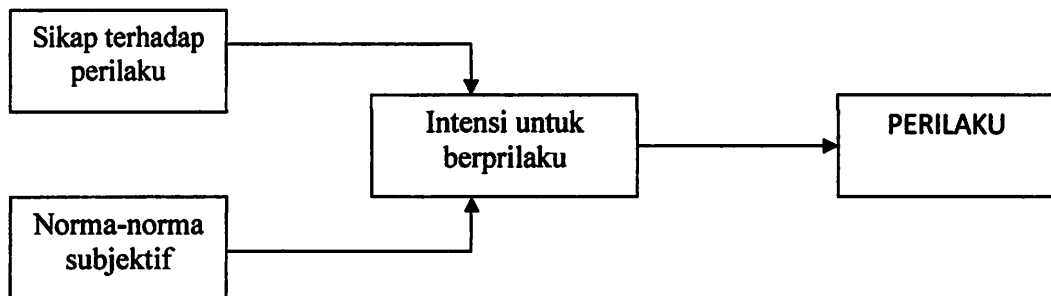 Sikap terhadap
perilaku
Intensi untuk
berprilaku
PERILAKU
Norma-norma
subjektif